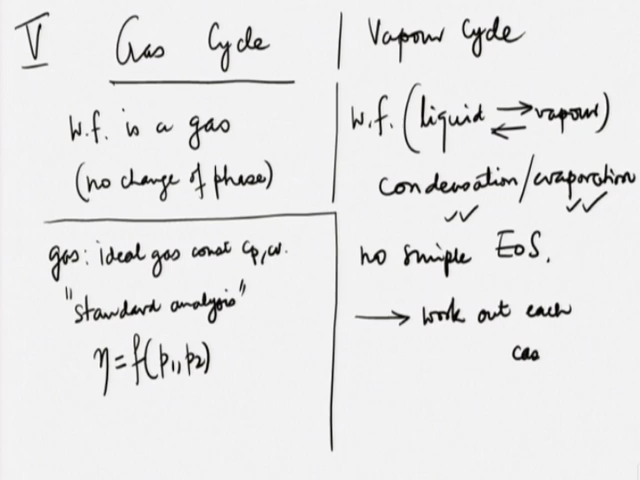 V Gas Cycle
w.f. is a gas
(no change of phase)
gas: ideal gas const cp, cv.
"standard analysis"
η = f(p1, p2)
Vapour Cycle
w.f. (liquid ⇄ vapour)
condensation/evaporation
✓✓ ✓✓
no simple EoS.
→ work out each
cas